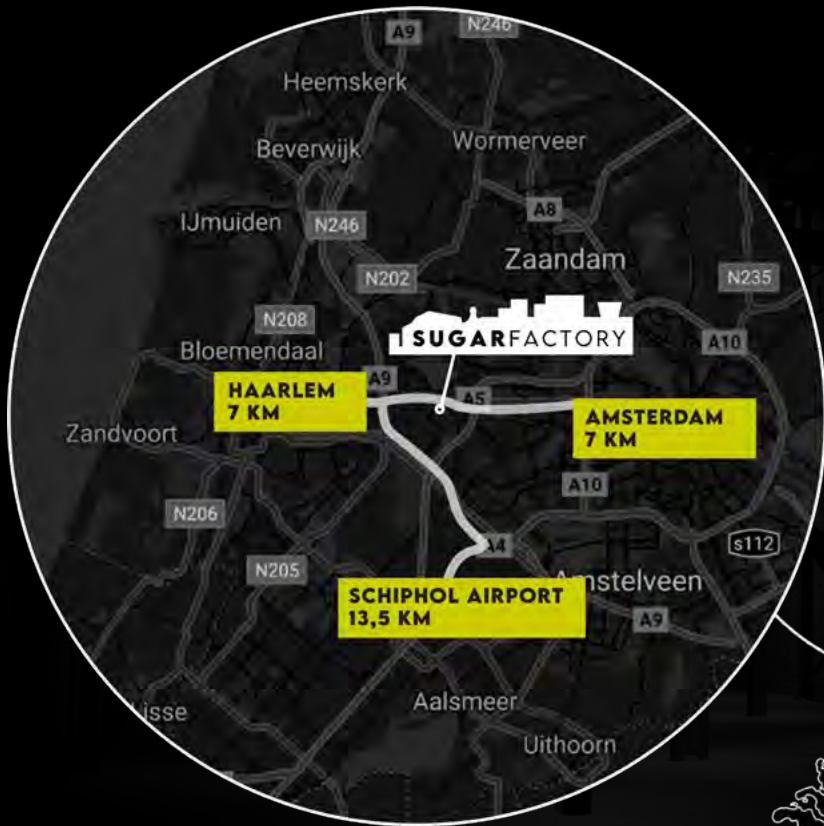 N246
A9
Heemskerk
Beverwijk
Wormerveer
IJmuiden
N246
A8
Zaandam
N202
N235
N208
SUGARFACTORY
Bloemendaal
A10
A9
HAARLEM
7 KM
A5
AMSTERDAM
7 KM
Zandvoort
A10
N206
A4
s112
N205
Amstelveen
SCHIPHOL AIRPORT
13,5 KM
A9
Aalsmeer
Lisse
Uithoorn